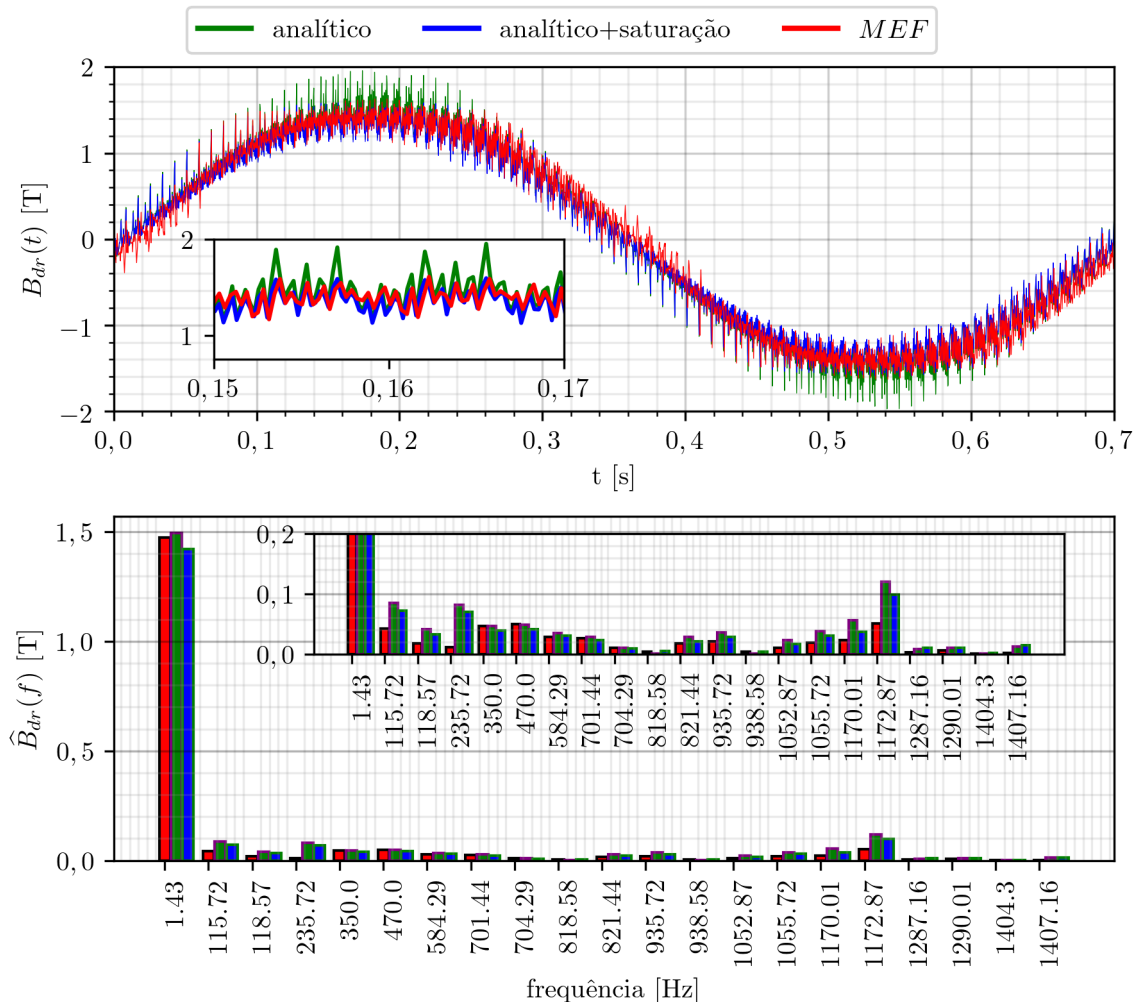 analítico analítico+saturação MEF
2
1
0
−1
−2
B_dr(t) [T]
2
1
0,15 0,16 0,17
0,0 0,1 0,2 0,3 0,4 0,5 0,6 0,7
t [s]
1,5
1,0
0,5
0,0
B̂_dr(f) [T]
0,2
0,1
0,0
1.43 115.72 118.57 235.72 350.0 470.0 584.29 701.44 704.29 818.58 821.44 935.72 938.58 1052.87 1055.72 1170.01 1172.87 1287.16 1290.01 1404.3 1407.16
1.43 115.72 118.57 235.72 350.0 470.0 584.29 701.44 704.29 818.58 821.44 935.72 938.58 1052.87 1055.72 1170.01 1172.87 1287.16 1290.01 1404.3 1407.16
frequência [Hz]